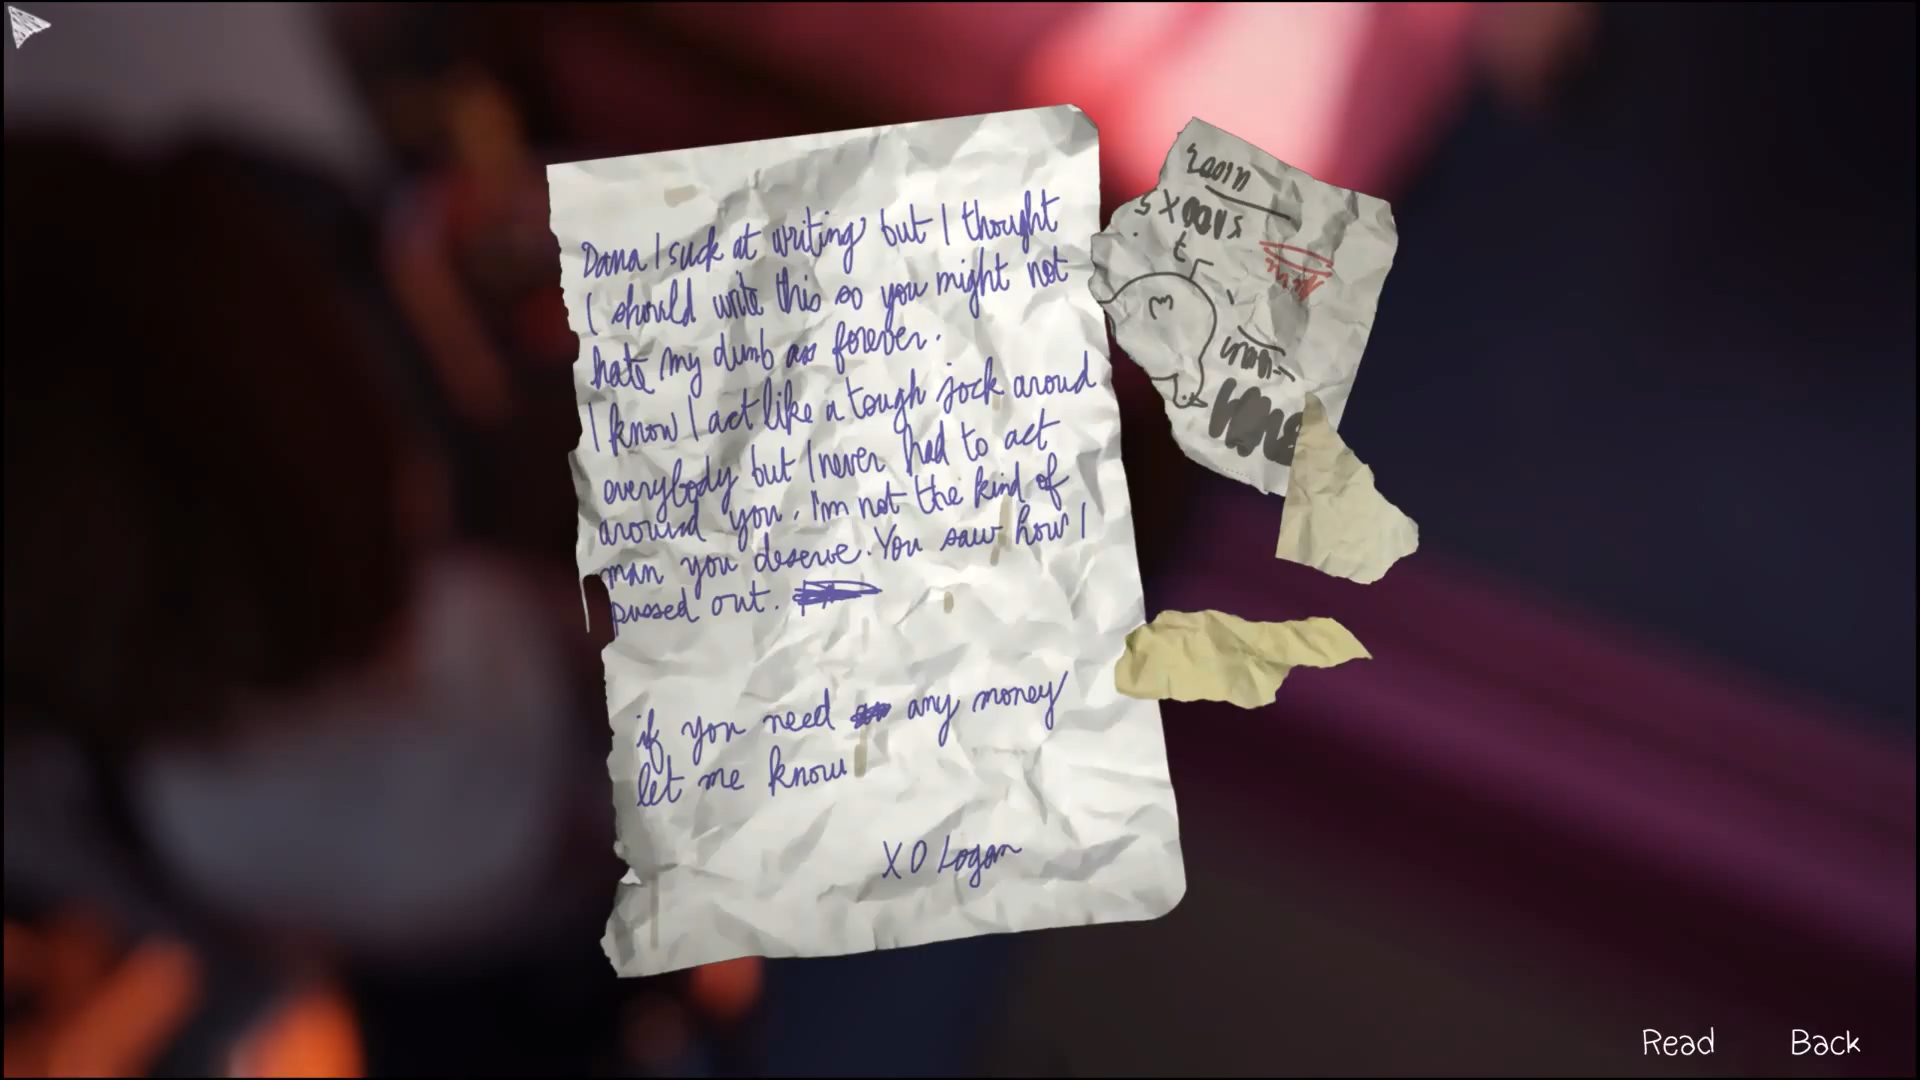 Dana I suck at writing but I thought
I should write this so you might not
hate my dumb ass forever.
I know I act like a tough jock aroud
everybody but I never had to act
around you. I'm not the kind of
man you deserve. You saw how I
pussed out.
if you need any money
let me know
XO Logan
Read
Back